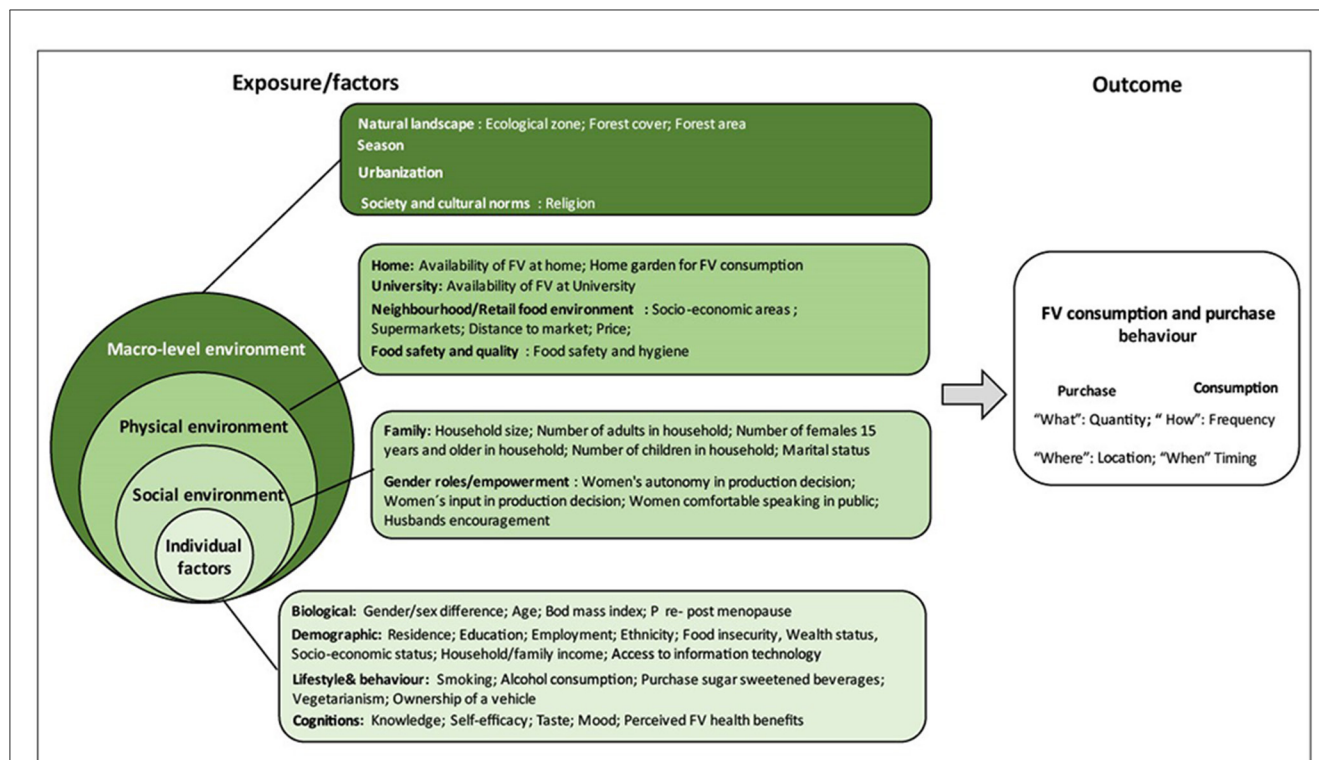 Exposure/factors
Outcome
Natural landscape : Ecological zone; Forest cover; Forest area
Season
Urbanization
Society and cultural norms : Religion
Home: Availability of FV at home; Home garden for FV consumption
University: Availability of FV at University
Neighbourhood/Retail food environment : Socio-economic areas ;
Supermarkets; Distance to market; Price;
Food safety and quality : Food safety and hygiene
Macro-level environment
Physical environment
Social environment
Individual
factors
Family: Household size; Number of adults in household; Number of females 15
years and older in household; Number of children in household; Marital status
Gender roles/empowerment : Women's autonomy in production decision;
Women´s input in production decision; Women comfortable speaking in public;
Husbands encouragement
Biological: Gender/sex difference; Age; Bod mass index; P re- post menopause
Demographic: Residence; Education; Employment; Ethnicity; Food insecurity, Wealth status,
Socio-economic status; Household/family income; Access to information technology
Lifestyle& behaviour: Smoking; Alcohol consumption; Purchase sugar sweetened beverages;
Vegetarianism; Ownership of a vehicle
Cognitions: Knowledge; Self-efficacy; Taste; Mood; Perceived FV health benefits
FV consumption and purchase
behaviour
Purchase Consumption
“What”: Quantity; “ How”: Frequency
“Where”: Location; “When” Timing